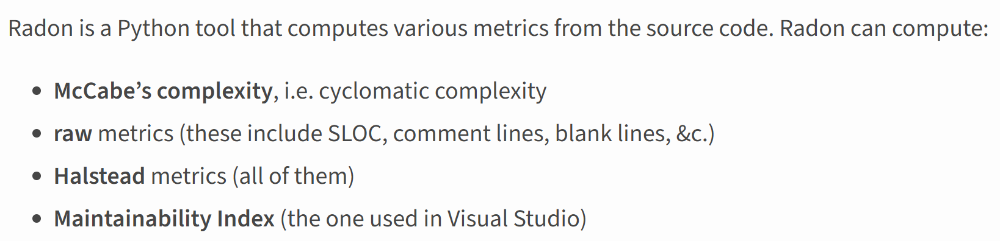 Radon is a Python tool that computes various metrics from the source code. Radon can compute:
• McCabe’s complexity, i.e. cyclomatic complexity
• raw metrics (these include SLOC, comment lines, blank lines, &c.)
• Halstead metrics (all of them)
• Maintainability Index (the one used in Visual Studio)